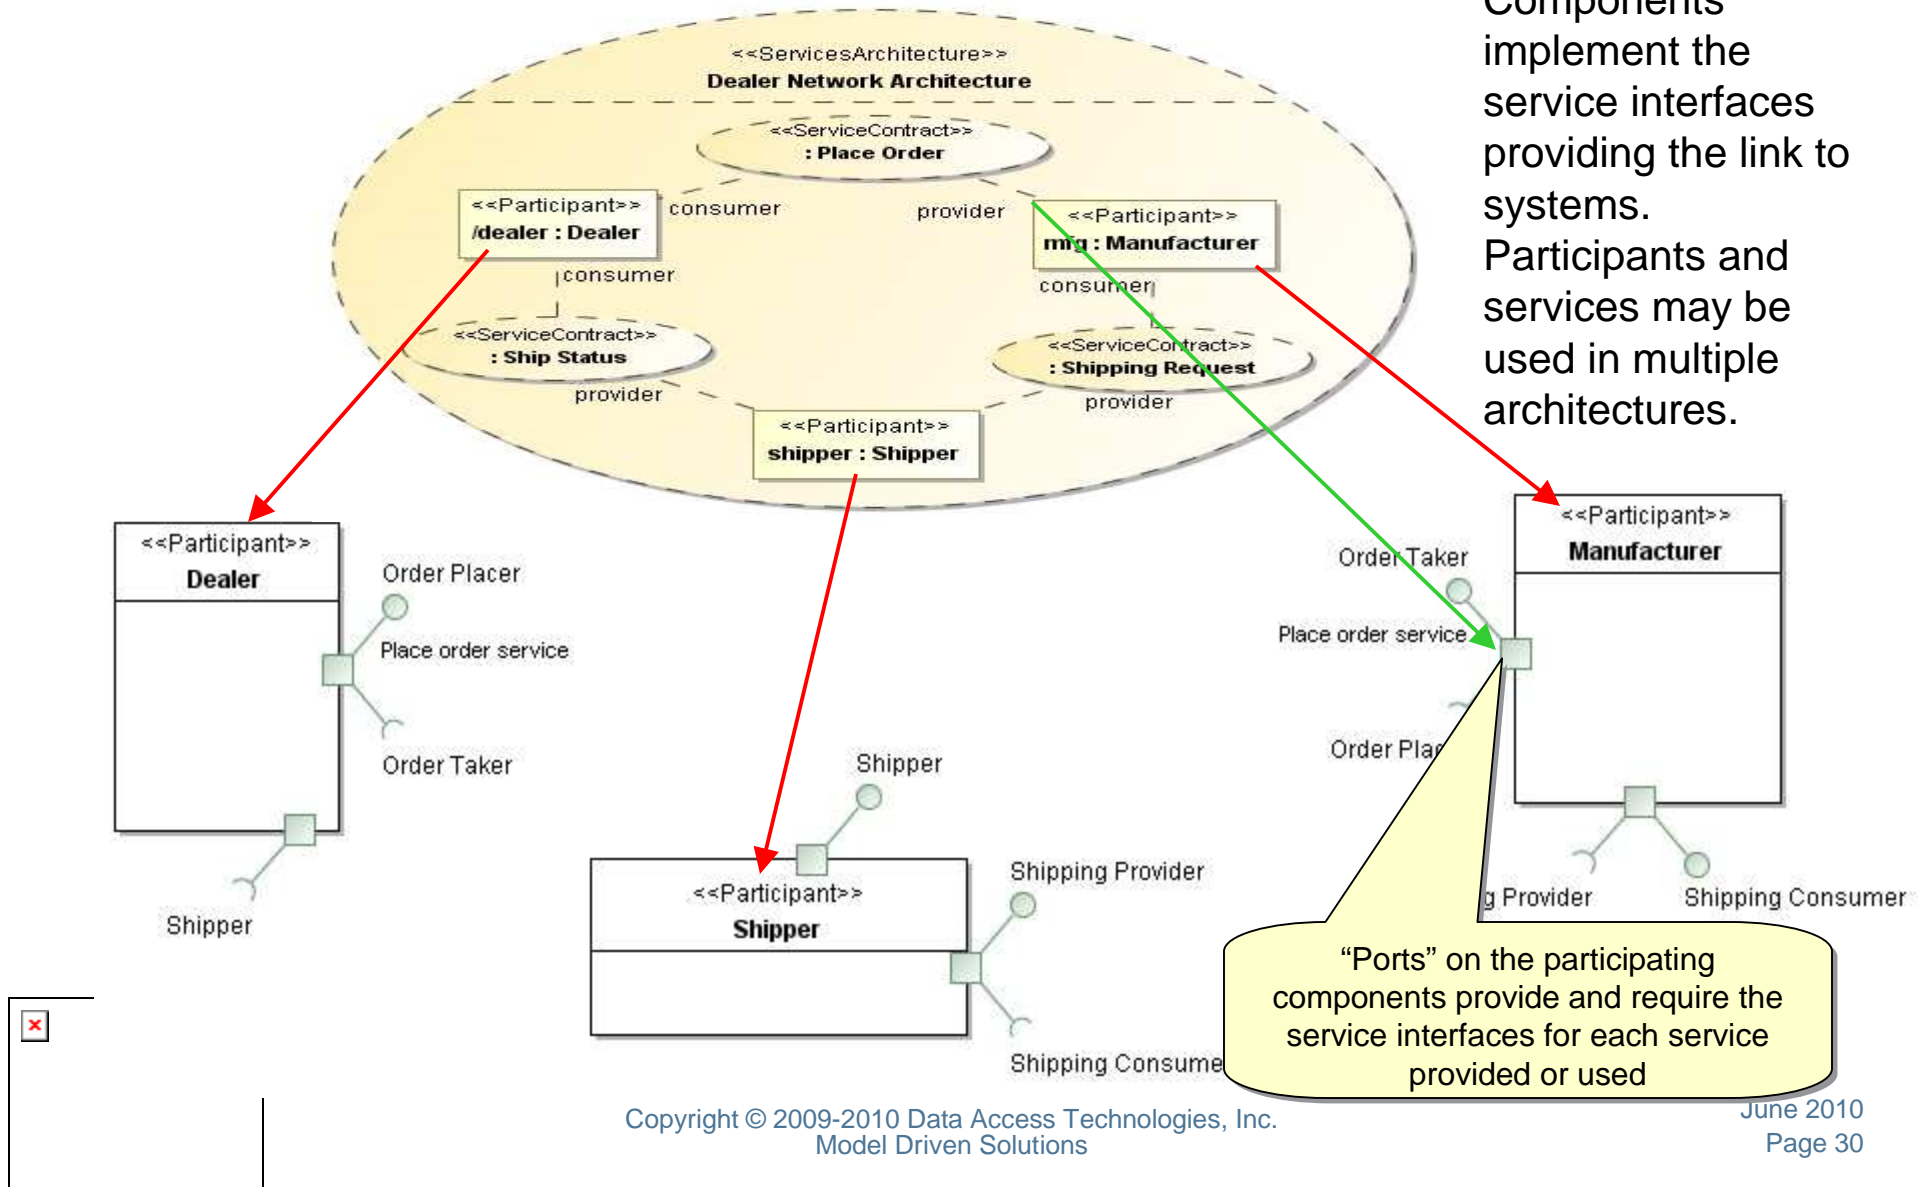 Components
implement the
service interfaces
providing the link to
systems.
Participants and
services may be
used in multiple
architectures.
<<ServicesArchitecture>>
Dealer Network Architecture
<<ServiceContract>>
: Place Order
<<Participant>>
/dealer : Dealer
consumer
provider
<<Participant>>
mfg : Manufacturer
consumer
consumer
<<ServiceContract>>
: Ship Status
<<ServiceContract>>
: Shipping Request
provider
provider
<<Participant>>
shipper : Shipper
<<Participant>>
Dealer
Order Placer
Place order service
Order Taker
Shipper
<<Participant>>
Shipper
Shipper
Shipping Provider
Shipping Consume
<<Participant>>
Manufacturer
Order Taker
Place order service
Order Plac
g Provider
Shipping Consumer
“Ports” on the participating
components provide and require the
service interfaces for each service
provided or used
Copyright © 2009-2010 Data Access Technologies, Inc.
Model Driven Solutions
June 2010
Page 30